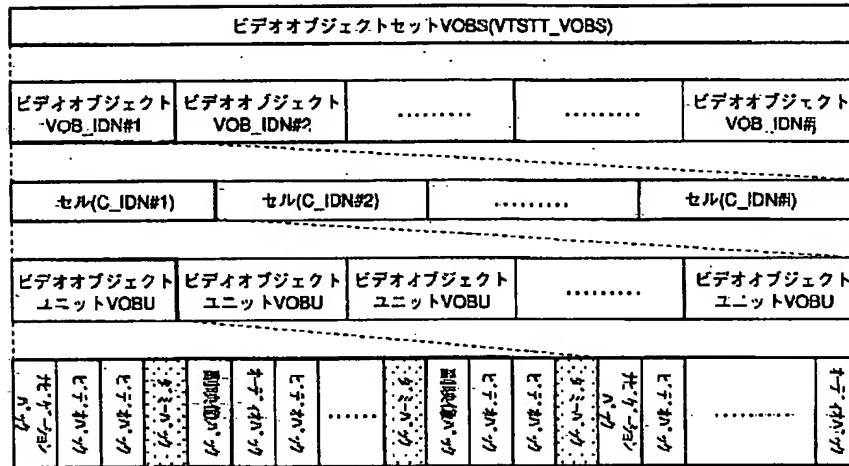 ビデオオブジェクトセットVOBS(VTSTT_VOBS)
ビデオオブジェクト
VOB_IDN#1
ビデオオブジェクト
VOB_IDN#2
.........
.........
ビデオオブジェクト
VOB_IDN#j
セル(C_IDN#1)
セル(C_IDN#2)
.........
セル(C_IDN#i)
ビデオオブジェクト
ユニットVOBU
ビデオオブジェクト
ユニットVOBU
ビデオオブジェクト
ユニットVOBU
.........
ビデオオブジェクト
ユニットVOBU
ナビゲーション
パック
ビデオパック
ビデオパック
ダミーパック
副映像パック
オーディオパック
ビデオパック
......
ダミーパック
副映像パック
ビデオパック
ビデオパック
ダミーパック
ナビゲーション
パック
ビデオパック
............
オーディオパック